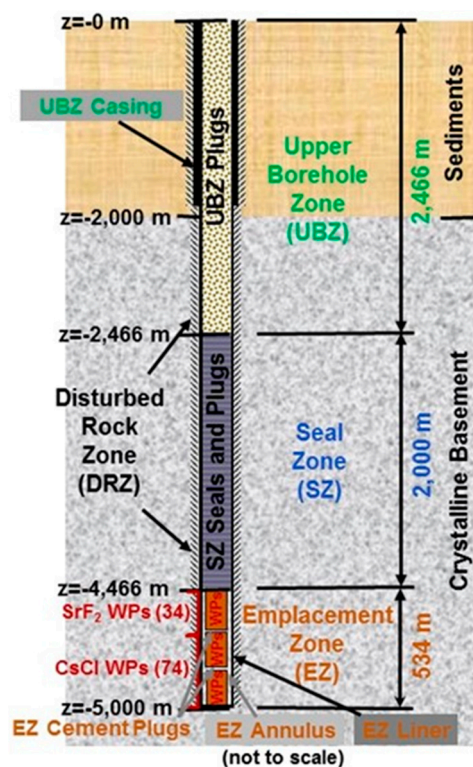 z=-0 m
UBZ Casing
UBZ Plugs
Upper
Borehole
Zone
(UBZ)
2,466 m
Sediments
z=-2,000 m
z=-2,466 m
Disturbed
Rock
Zone
(DRZ)
SZ Seals and Plugs
Seal
Zone
(SZ)
2,000 m
Crystalline Basement
z=-4,466 m
SrF2 WPs (34)
CsCl WPs (74)
WPs
WPs
WPs
Emplacement
Zone
(EZ)
534 m
z=-5,000 m
EZ Cement Plugs
EZ Annulus
EZ Liner
(not to scale)